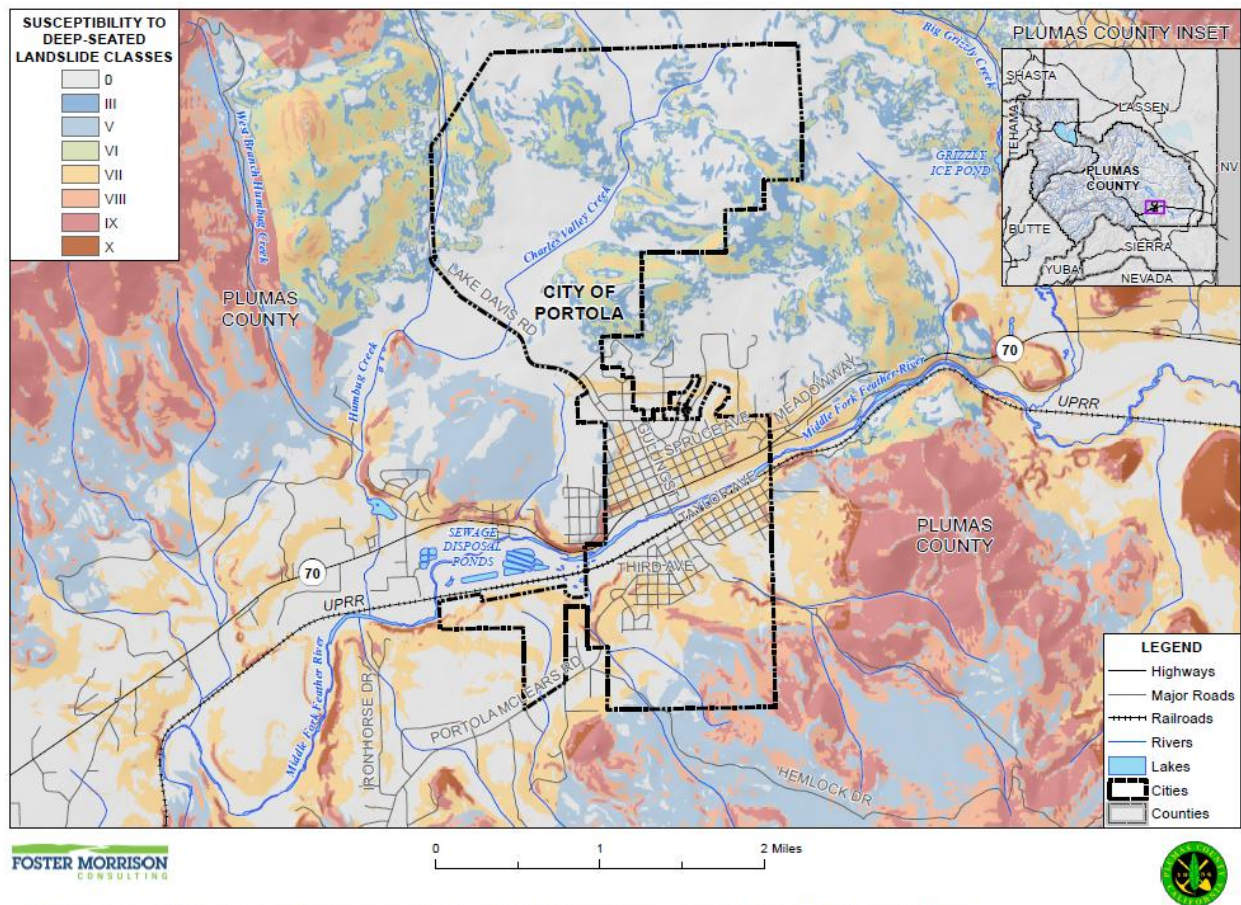 SUSCEPTIBILITY TO
DEEP-SEATED
LANDSLIDE CLASSES
0
III
V
VI
VII
VIII
IX
X
West Branch Humbug Creek
Big Grizzly Creek
PLUMAS COUNTY INSET
SHASTA
LASSEN
TEHAMA
PLUMAS
COUNTY
NV
BUTTE
SIERRA
YUBA
NEVADA
GRIZZLY
ICE POND
Charles Valley Creek
LAKE DAVIS RD
CITY OF
PORTOLA
PLUMAS
COUNTY
Humbug Creek
70
UPRR
MEADOW WAY
Middle Fork Feather River
SPRUCE AVE
GULLING ST
TAYLOR AVE
SEWAGE
DISPOSAL
PONDS
THIRD AVE
PLUMAS
COUNTY
70
UPRR
Middle Fork Feather River
IRON HORSE DR
PORTOLA MCLEARS RD
HEMLOCK DR
LEGEND
Highways
Major Roads
Railroads
Rivers
Lakes
Cities
Counties
FOSTER MORRISON
CONSULTING
0 1 2 Miles
PLUMAS COUNTY
CALIFORNIA